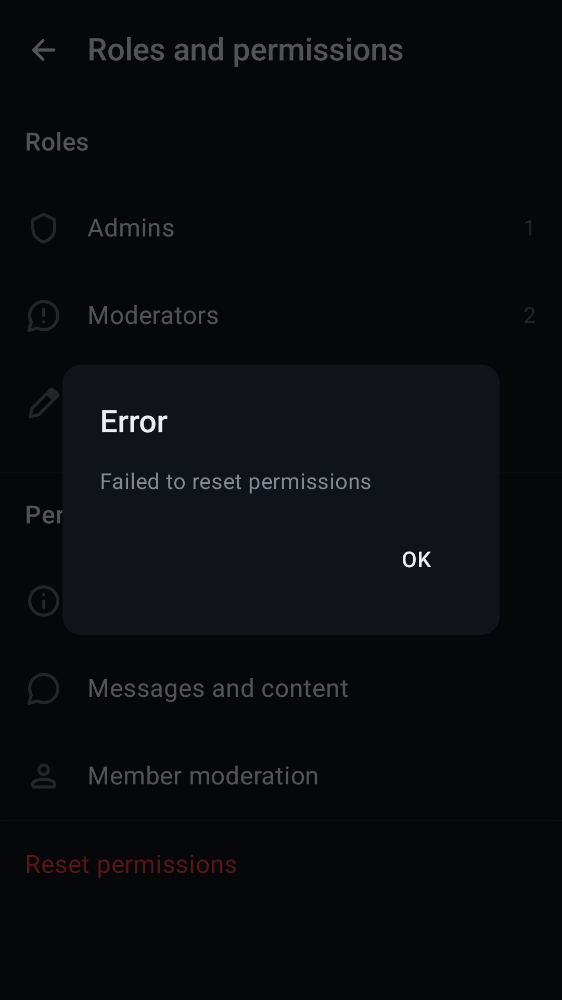 Roles and permissions
Roles
Admins 1
Moderators 2
Error
Failed to reset permissions
OK
Per
Messages and content
Member moderation
Reset permissions